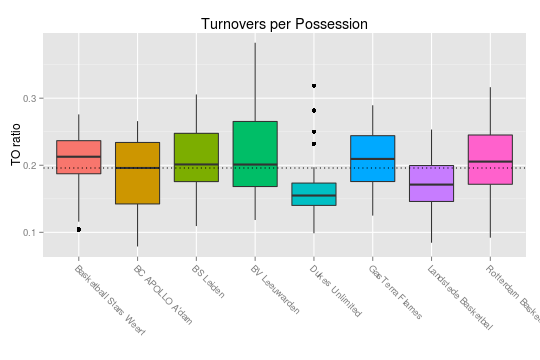 Turnovers per Possession
TO ratio
0.3
0.2
0.1
Basketball Stars Weert
BC APOLLO A'dam
BS Leiden
BV Leeuwarden
Dukes Unlimited
GasTerra Flames
Landstede Basketbal
Rotterdam Baske